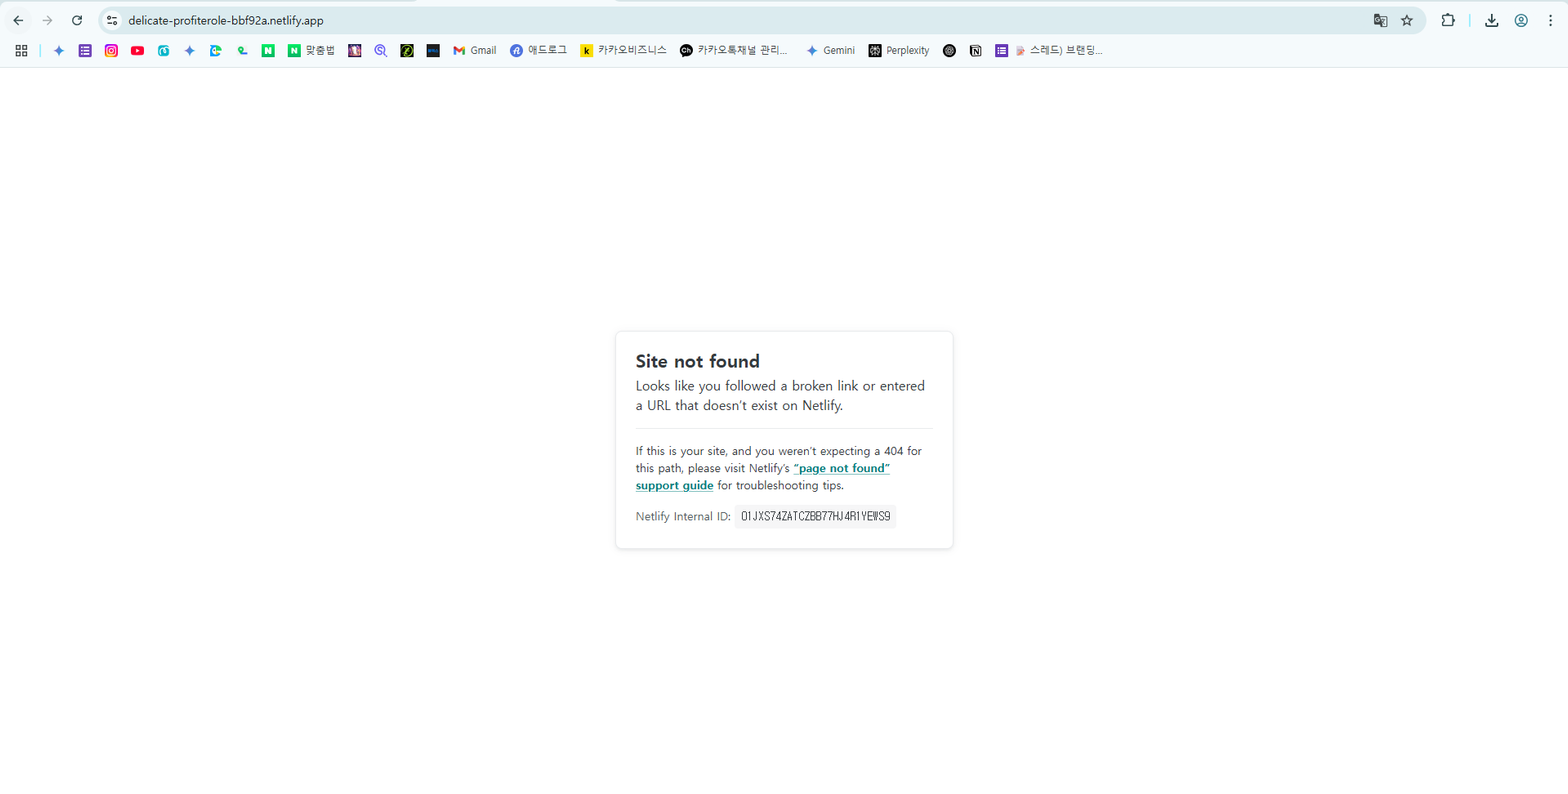 delicate-profiterole-bbf92a.netlify.app
맞춤법 Gmail 애드로그 카카오비즈니스 카카오톡채널 관리... Gemini Perplexity 스레드) 브랜딩...
Site not found
Looks like you followed a broken link or entered
a URL that doesn't exist on Netlify.
If this is your site, and you weren't expecting a 404 for
this path, please visit Netlify's "page not found"
support guide for troubleshooting tips.
Netlify Internal ID: 01JXS74ZATCZBB77HJ4R1YEWS9